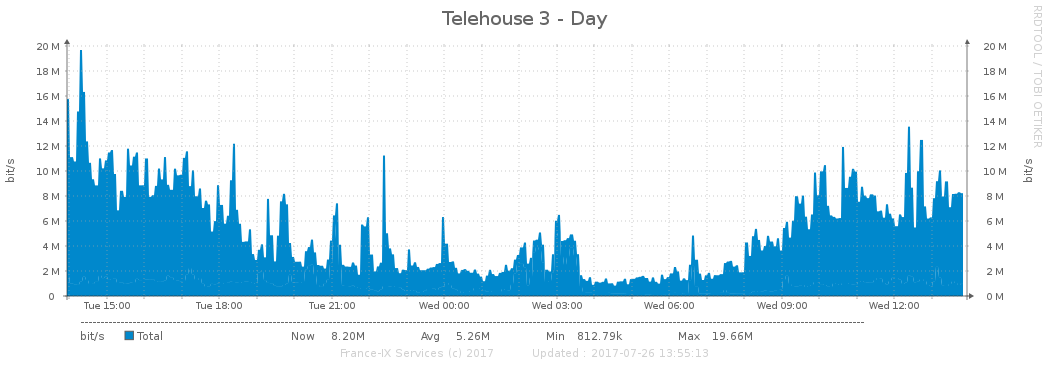 Telehouse 3 - Day
RRDTOOL / TOBI OETIKER
20 M 20 M
18 M 18 M
16 M 16 M
14 M 14 M
12 M 12 M
10 M 10 M
8 M 8 M
6 M 6 M
4 M 4 M
2 M 2 M
0 0 M
bit/s bit/s
Tue 15:00 Tue 18:00 Tue 21:00 Wed 00:00 Wed 03:00 Wed 06:00 Wed 09:00 Wed 12:00
bit/s Total Now 8.20M Avg 5.26M Min 812.79k Max 19.66M
France-IX Services (c) 2017 Updated : 2017-07-26 13:55:13